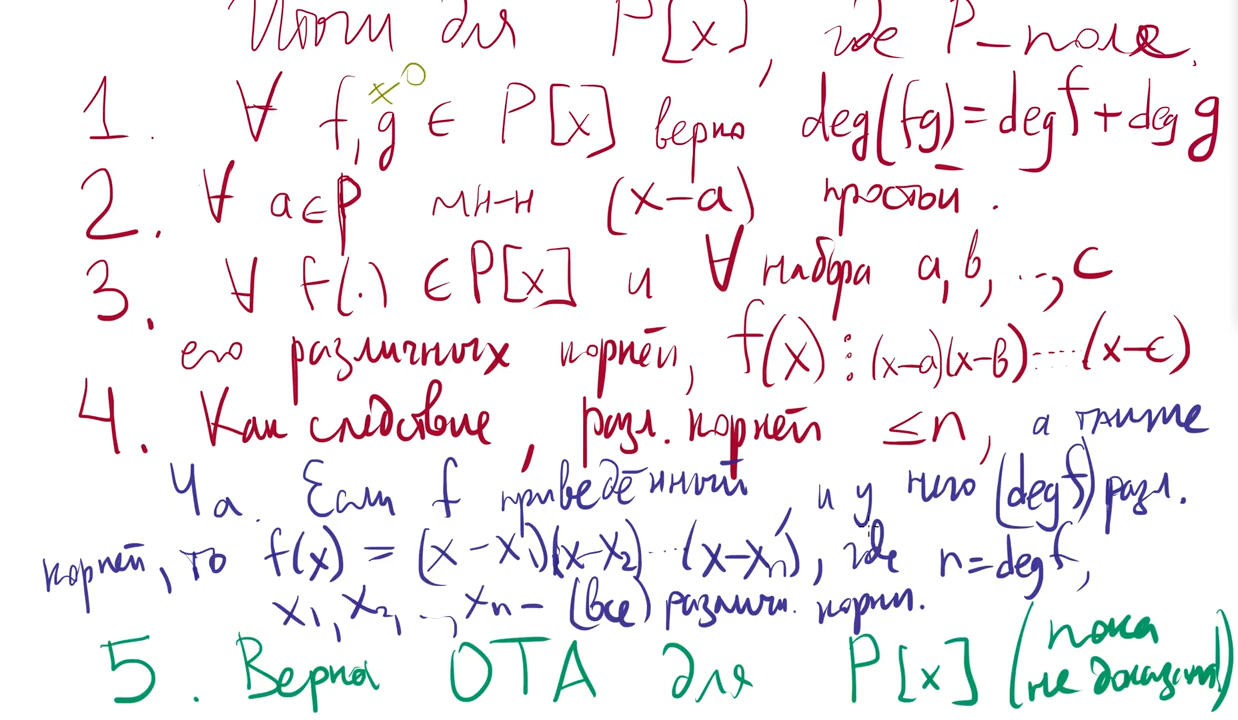 Итоги для P[x], где P – поле.
1. ∀ f, g ≠0 ∈ P[x] верно deg(fg) = deg f + deg g
2. ∀ a∈P мн-н (x-a) простой.
3. ∀ f(.) ∈ P[x] и ∀ набора a, b, .., c
его различных корней, f(x) ⋮ (x-a)(x-b)....(x-c)
4. Как следствие, разл. корней ≤ n, а также
4a. Если f приведённый и у него (deg f) разл.
корней, то f(x) = (x-x₁)(x-x₂)...(x-xₙ), где n = deg f,
x₁, x₂, .., xₙ – (все) различн. корни.
5. Верна ОТА для P[x] (пока
не доказали)